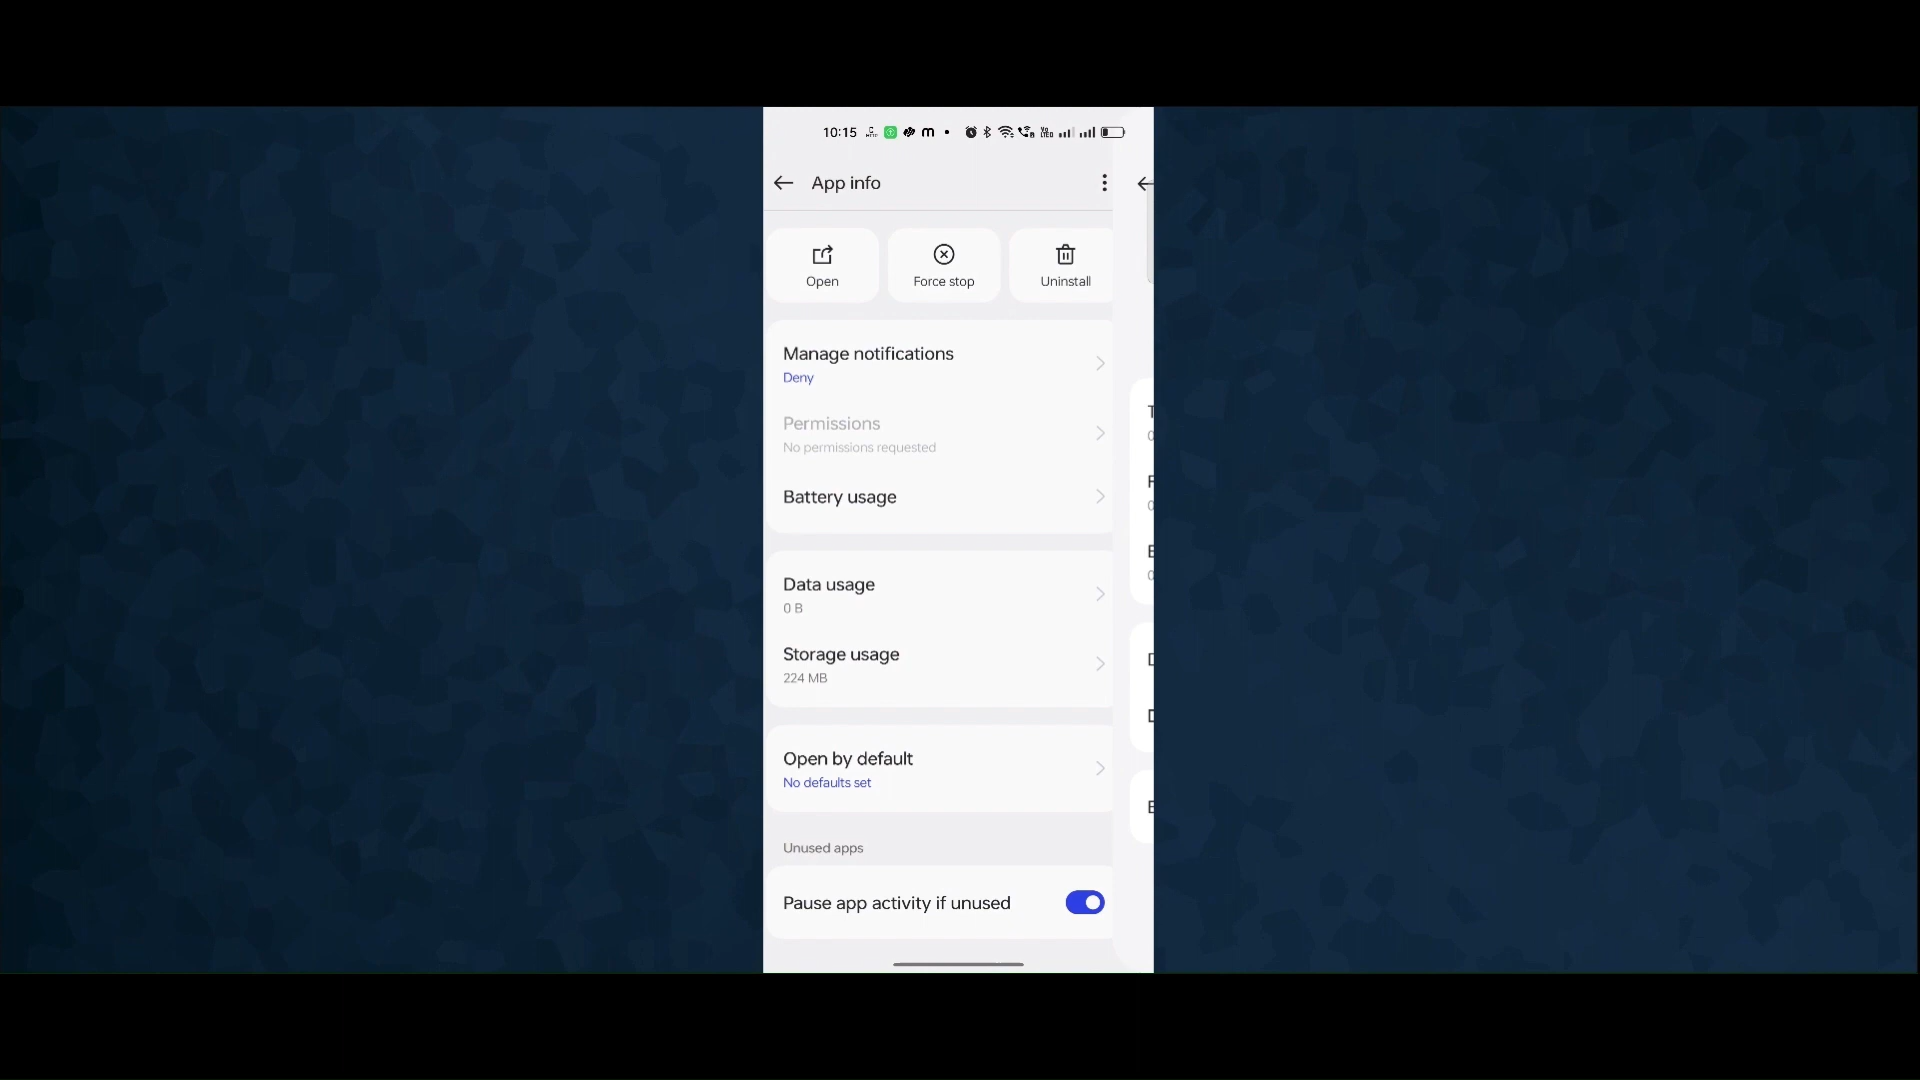 10:15
App info
Open
Force stop
Uninstall
Manage notifications
Deny
Permissions
No permissions requested
Battery usage
Data usage
0 B
Storage usage
224 MB
Open by default
No defaults set
Unused apps
Pause app activity if unused